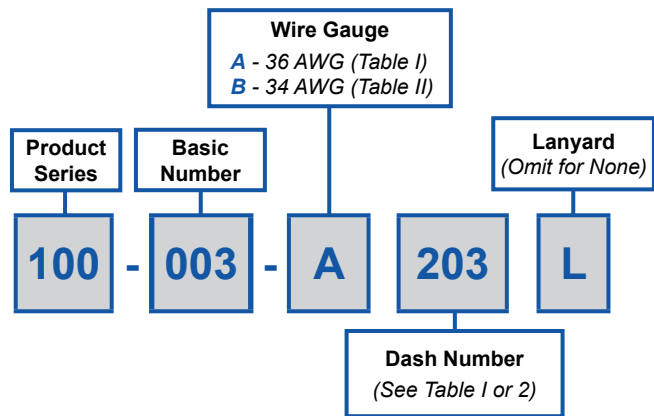 Wire Gauge
A - 36 AWG (Table I)
B - 34 AWG (Table II)
Product
Series
Basic
Number
Lanyard
(Omit for None)
100 - 003 - A 203 L
Dash Number
(See Table I or 2)